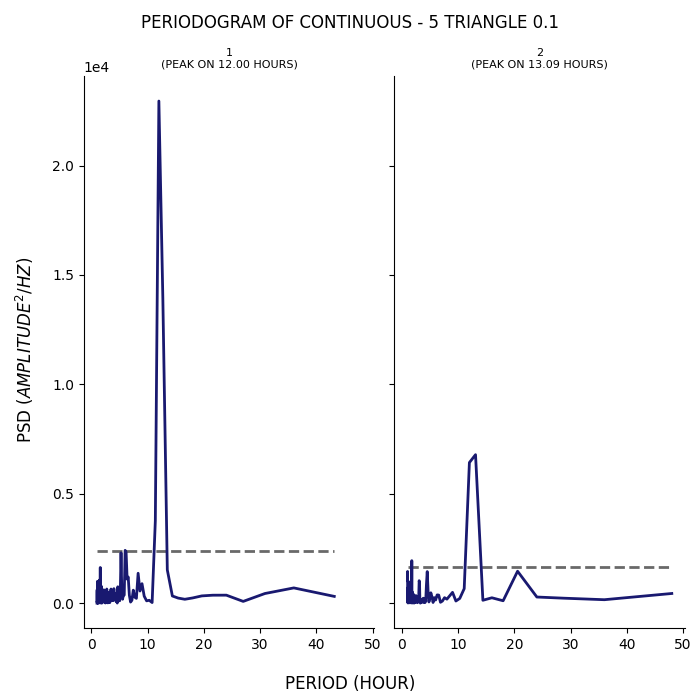 PERIODOGRAM OF CONTINUOUS - 5 TRIANGLE 0.1
1
(PEAK ON 12.00 HOURS)
2
(PEAK ON 13.09 HOURS)
1e4
2.0
1.5
1.0
0.5
0.0
PSD (AMPLITUDE²/HZ)
0 10 20 30 40 50
0 10 20 30 40 50
PERIOD (HOUR)